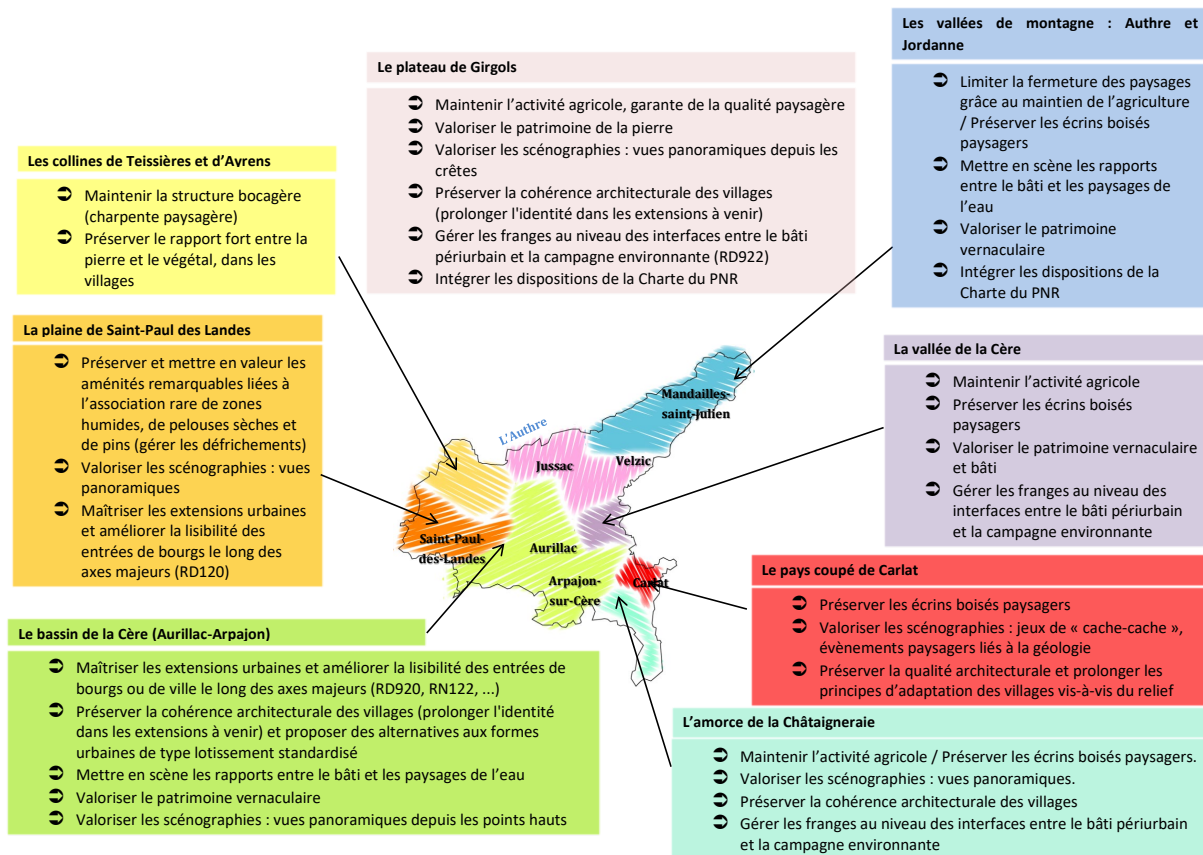 Les vallées de montagne : Authre et
Jordanne
Limiter la fermeture des paysages
grâce au maintien de l'agriculture
/ Préserver les écrins boisés
paysagers
Mettre en scène les rapports
entre le bâti et les paysages de
l'eau
Valoriser le patrimoine
vernaculaire
Intégrer les dispositions de la
Charte du PNR
Le plateau de Girgols
Maintenir l'activité agricole, garante de la qualité paysagère
Valoriser le patrimoine de la pierre
Valoriser les scénographies : vues panoramiques depuis les
crêtes
Préserver la cohérence architecturale des villages
(prolonger l'identité dans les extensions à venir)
Gérer les franges au niveau des interfaces entre le bâti
périurbain et la campagne environnante (RD922)
Intégrer les dispositions de la Charte du PNR
Les collines de Teissières et d'Ayrens
Maintenir la structure bocagère
(charpente paysagère)
Préserver le rapport fort entre la
pierre et le végétal, dans les
villages
La plaine de Saint-Paul des Landes
Préserver et mettre en valeur les
aménités remarquables liées à
l'association rare de zones
humides, de pelouses sèches et
de pins (gérer les défrichements)
Valoriser les scénographies : vues
panoramiques
Maîtriser les extensions urbaines
et améliorer la lisibilité des
entrées de bourgs le long des
axes majeurs (RD120)
La vallée de la Cère
Maintenir l'activité agricole
Préserver les écrins boisés
paysagers
Valoriser le patrimoine vernaculaire
et bâti
Gérer les franges au niveau des
interfaces entre le bâti périurbain
et la campagne environnante
Mandailles-
saint-Julien
L'Authre
Jussac
Velzic
Saint-Paul-
des-Landes
Aurillac
Arpajon-
sur-Cère
Carlat
Le pays coupé de Carlat
Préserver les écrins boisés paysagers
Valoriser les scénographies : jeux de « cache-cache »,
évènements paysagers liés à la géologie
Préserver la qualité architecturale et prolonger les
principes d'adaptation des villages vis-à-vis du relief
Le bassin de la Cère (Aurillac-Arpajon)
Maîtriser les extensions urbaines et améliorer la lisibilité des entrées de
bourgs ou de ville le long des axes majeurs (RD920, RN122, ...)
Préserver la cohérence architecturale des villages (prolonger l'identité
dans les extensions à venir) et proposer des alternatives aux formes
urbaines de type lotissement standardisé
Mettre en scène les rapports entre le bâti et les paysages de l'eau
Valoriser le patrimoine vernaculaire
Valoriser les scénographies : vues panoramiques depuis les points hauts
L'amorce de la Châtaigneraie
Maintenir l'activité agricole / Préserver les écrins boisés paysagers.
Valoriser les scénographies : vues panoramiques.
Préserver la cohérence architecturale des villages
Gérer les franges au niveau des interfaces entre le bâti périurbain
et la campagne environnante